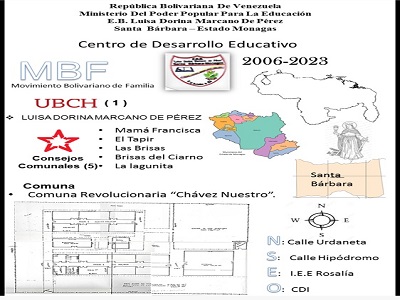 República Bolivariana De Venezuela
Ministerio Del Poder Popular Para La Educación
E.B. Luisa Dorina Marcano De Pérez
Santa Bárbara – Estado Monagas
Centro de Desarrollo Educativo
2006-2023
MBF
Movimiento Bolivariano de Familia
UBCH (1)
LUISA DORINA MARCANO DE PÉREZ
• Mamá Francisca
• El Tapir
• Las Brisas
• Brisas del Ciarno
• La lagunita
Consejos
Comunales (5)
Santa
Bárbara
Comuna
• Comuna Revolucionaria “Chávez Nuestro”.
N: Calle Urdaneta
S: Calle Hipódromo
E: I.E.E Rosalía
O: CDI